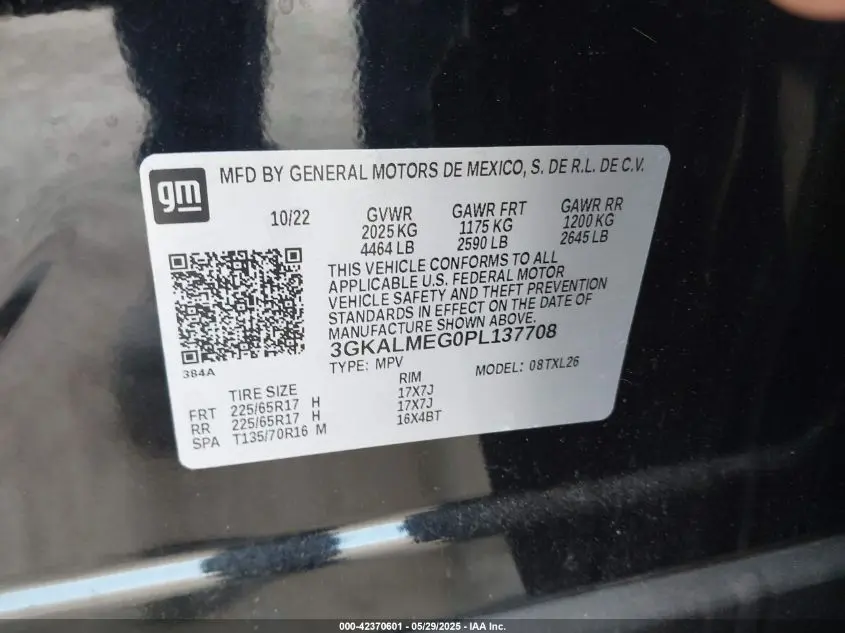 gm
MFD BY GENERAL MOTORS DE MEXICO, S. DE R.L. DE C.V.
10/22 GVWR GAWR FRT GAWR RR
2025 KG 1175 KG 1200 KG
4464 LB 2590 LB 2645 LB
THIS VEHICLE CONFORMS TO ALL
APPLICABLE U.S. FEDERAL MOTOR
VEHICLE SAFETY AND THEFT PREVENTION
STANDARDS IN EFFECT ON THE DATE OF
MANUFACTURE SHOWN ABOVE.
3GKALMEG0PL137708
TYPE: MPV MODEL: 08TXL26
384A
TIRE SIZE RIM
FRT 225/65R17 H 17X7J
RR 225/65R17 H 17X7J
SPA T135/70R16 M 16X4BT
000-42370601 - 05/29/2025 - IAA Inc.